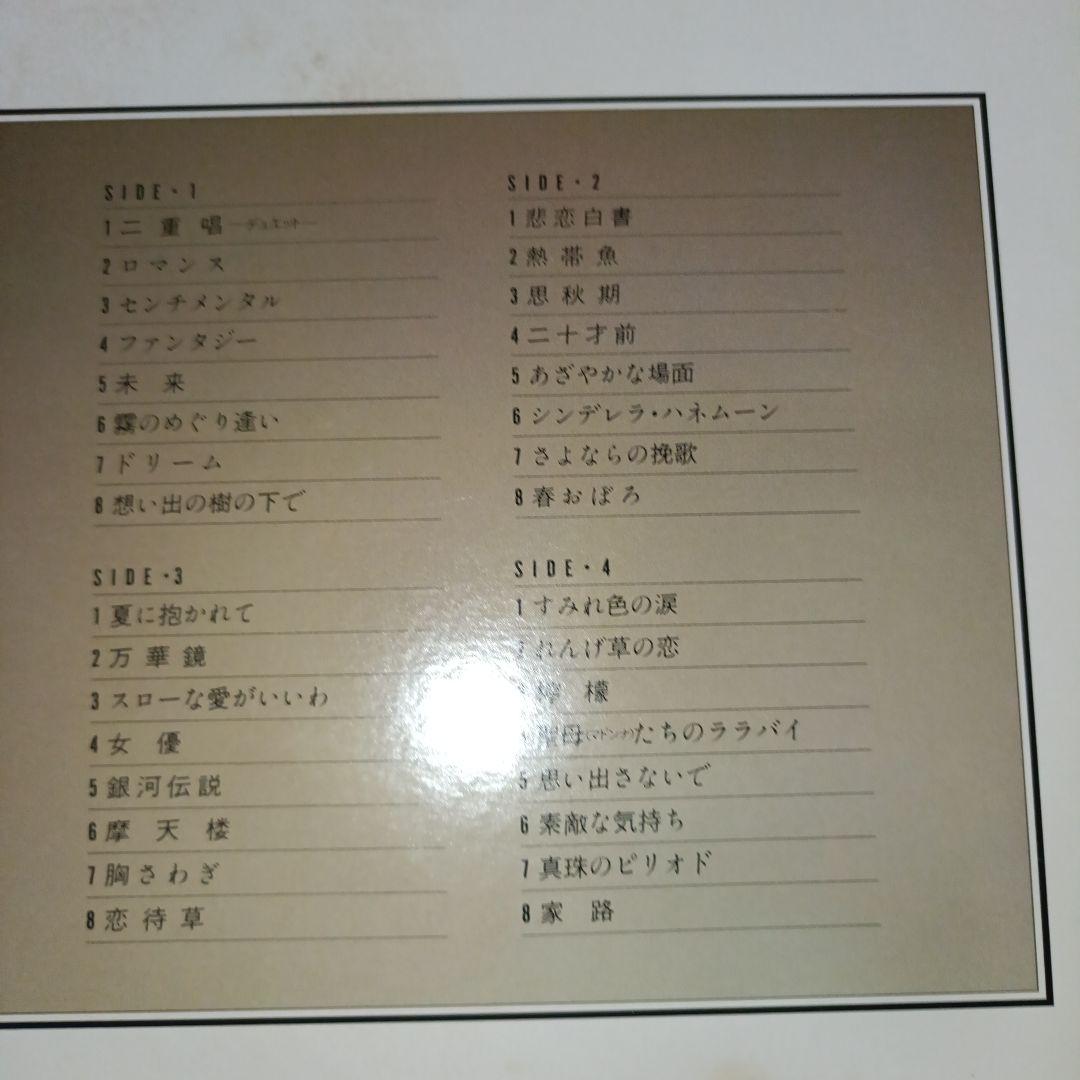 SIDE・1
1 二重唱 ―デュエット―
2 ロマンス
3 センチメンタル
4 ファンタジー
5 未来
6 霧のめぐり逢い
7 ドリーム
8 想い出の樹の下で
SIDE・2
1 悲恋白書
2 熱帯魚
3 思秋期
4 二十才前
5 あざやかな場面
6 シンデレラ・ハネムーン
7 さよならの挽歌
8 春おぼろ
SIDE・3
1 夏に抱かれて
2 万華鏡
3 スローな愛がいいわ
4 女優
5 銀河伝説
6 摩天楼
7 胸さわぎ
8 恋待草
SIDE・4
1 すみれ色の涙
れんげ草の恋
檬
聖母(マドンナ)たちのララバイ
5 思い出さないで
6 素敵な気持ち
7 真珠のピリオド
8 家路